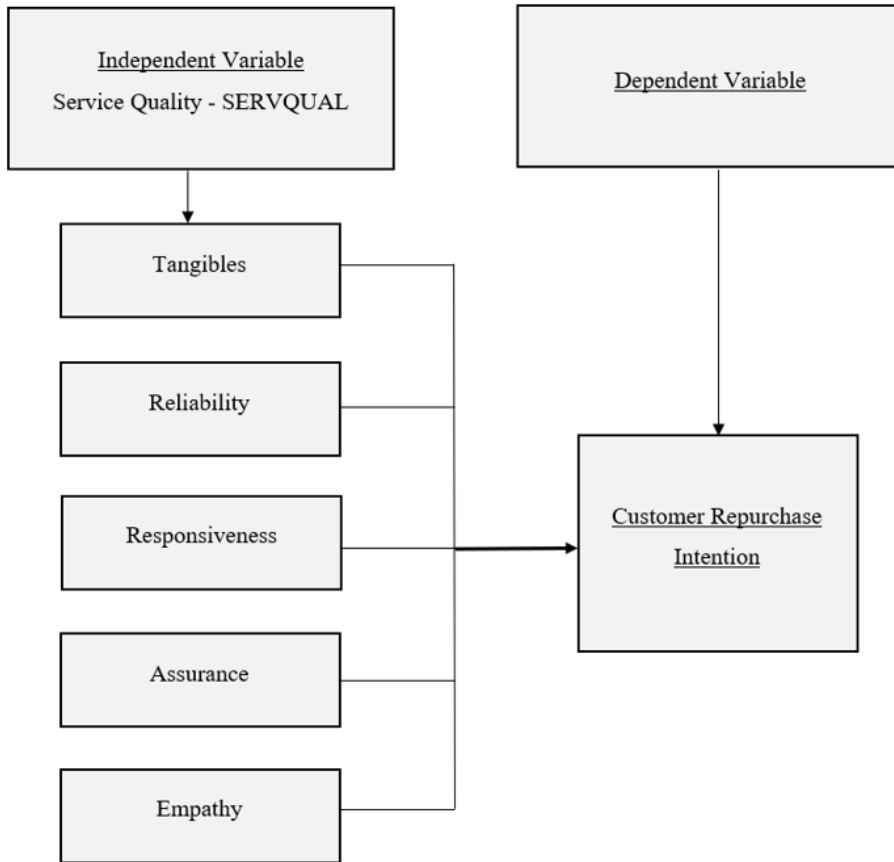 Independent Variable
Service Quality - SERVQUAL
Dependent Variable
Tangibles
Reliability
Responsiveness
Assurance
Empathy
Customer Repurchase
Intention